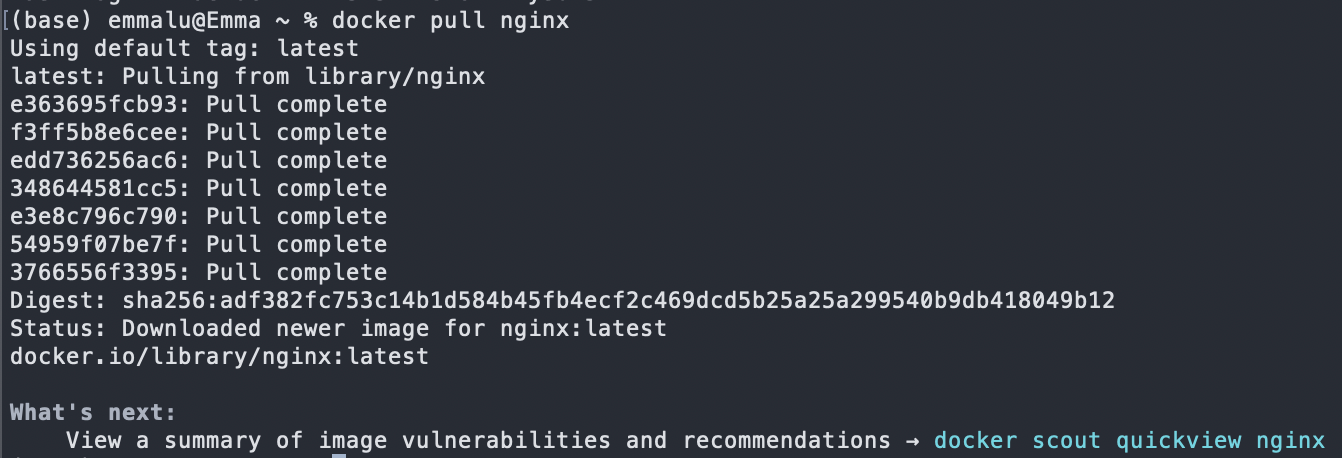 [(base) emmalu@Emma ~ % docker pull nginx
Using default tag: latest
latest: Pulling from library/nginx
e363695fcb93: Pull complete
f3ff5b8e6cee: Pull complete
edd736256ac6: Pull complete
348644581cc5: Pull complete
e3e8c796c790: Pull complete
54959f07be7f: Pull complete
3766556f3395: Pull complete
Digest: sha256:adf382fc753c14b1d584b45fb4ecf2c469dcd5b25a25a299540b9db418049b12
Status: Downloaded newer image for nginx:latest
docker.io/library/nginx:latest
What's next:
View a summary of image vulnerabilities and recommendations → docker scout quickview nginx